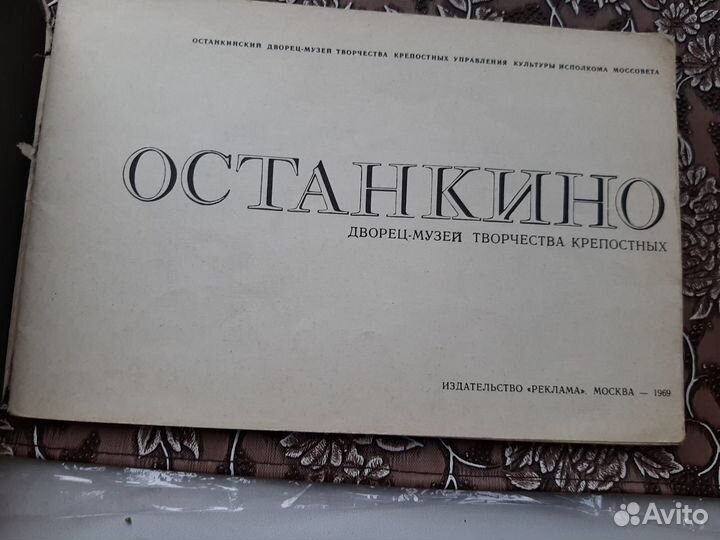 ОСТАНКИНСКИЙ ДВОРЕЦ-МУЗЕЙ ТВОРЧЕСТВА КРЕПОСТНЫХ УПРАВЛЕНИЯ КУЛЬТУРЫ ИСПОЛКОМА МОССОВЕТА
ОСТАНКИНО
ДВОРЕЦ-МУЗЕЙ ТВОРЧЕСТВА КРЕПОСТНЫХ
ИЗДАТЕЛЬСТВО «РЕКЛАМА». МОСКВА — 1969
Avito